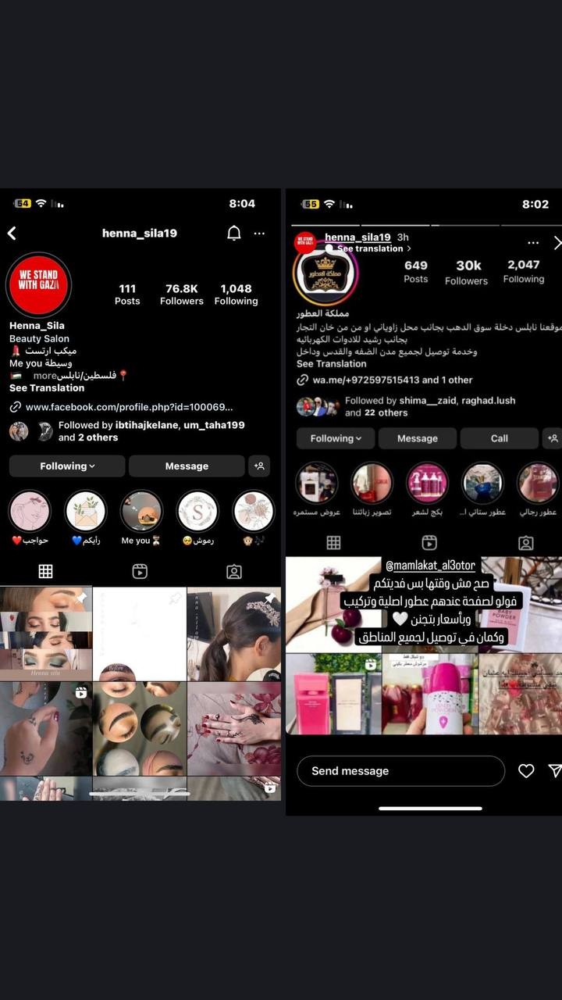 54
8:04
henna_sila19
WE STAND
WITH GAZA
111
Posts
76.8K
Followers
1,048
Following
Henna_Sila
Beauty Salon
ميكب ارتست 💄
Me you وسيطة
🇵🇸 moreفلسطين/نابلس📍
See Translation
www.facebook.com/profile.php?id=100069...
Followed by ibtihajkelane, um_taha199
and 2 others
Following
Message
حواجب❤️
رأيكم💙
Me you⏳
S
رموش🥺
Henna sila
Before
55
8:02
WE STAND
WITH GAZA
henna_sila19 3h
See translation >
مملكة العطور
649
Posts
30k
Followers
2,047
Following
مملكة العطور
موقعنا نابلس دخلة سوق الدهب بجانب محل زاوياني او من من خان التجار
بجانب رشيد للادوات الكهربائيه
وخدمة توصيل لجميع مدن الضفه والقدس وداخل
See Translation
wa.me/+972597515413 and 1 other
Followed by shima__zaid, raghad.lush
and 22 others
Following
Message
Call
عروض مستمره
تصوير زبائننا
بكج لشعر
عطور ستاتي ا...
عطور رجالي
@mamlakat_al3otor
صح مش وقتها بس فديتكم
فولو لصفحة عندهم عطور اصلية وتركيب
وبأسعار بتجنن 🤍
وكمان في توصيل لجميع المناطق
BABY
POWDER
Send message